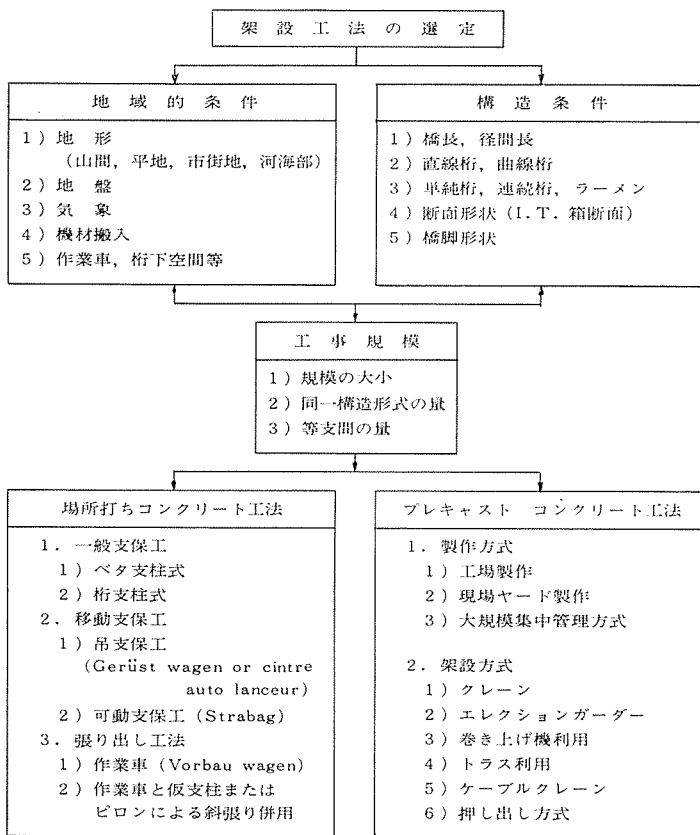 架設工法の選定
地域的条件
1）地　形
（山間，平地，市街地，河海部）
2）地　盤
3）気　象
4）機材搬入
5）作業車，桁下空間等
構造条件
1）橋長，径間長
2）直線桁，曲線桁
3）単純桁，連続桁，ラーメン
4）断面形状（I.T.箱断面）
5）橋脚形状
工事規模
1）規模の大小
2）同一構造形式の量
3）等支間の量
場所打ちコンクリート工法
1．一般支保工
1）ベタ支柱式
2）桁支柱式
2．移動支保工
1）吊支保工
（Gerüst wagen or cintre
auto lanceur）
2）可動支保工（Strabag）
3．張り出し工法
1）作業車（Vorbau wagen）
2）作業車と仮支柱または
ピロンによる斜張り併用
プレキャスト　コンクリート工法
1．製作方式
1）工場製作
2）現場ヤード製作
3）大規模集中管理方式
2．架設方式
1）クレーン
2）エレクションガーダー
3）巻き上げ機利用
4）トラス利用
5）ケーブルクレーン
6）押し出し方式